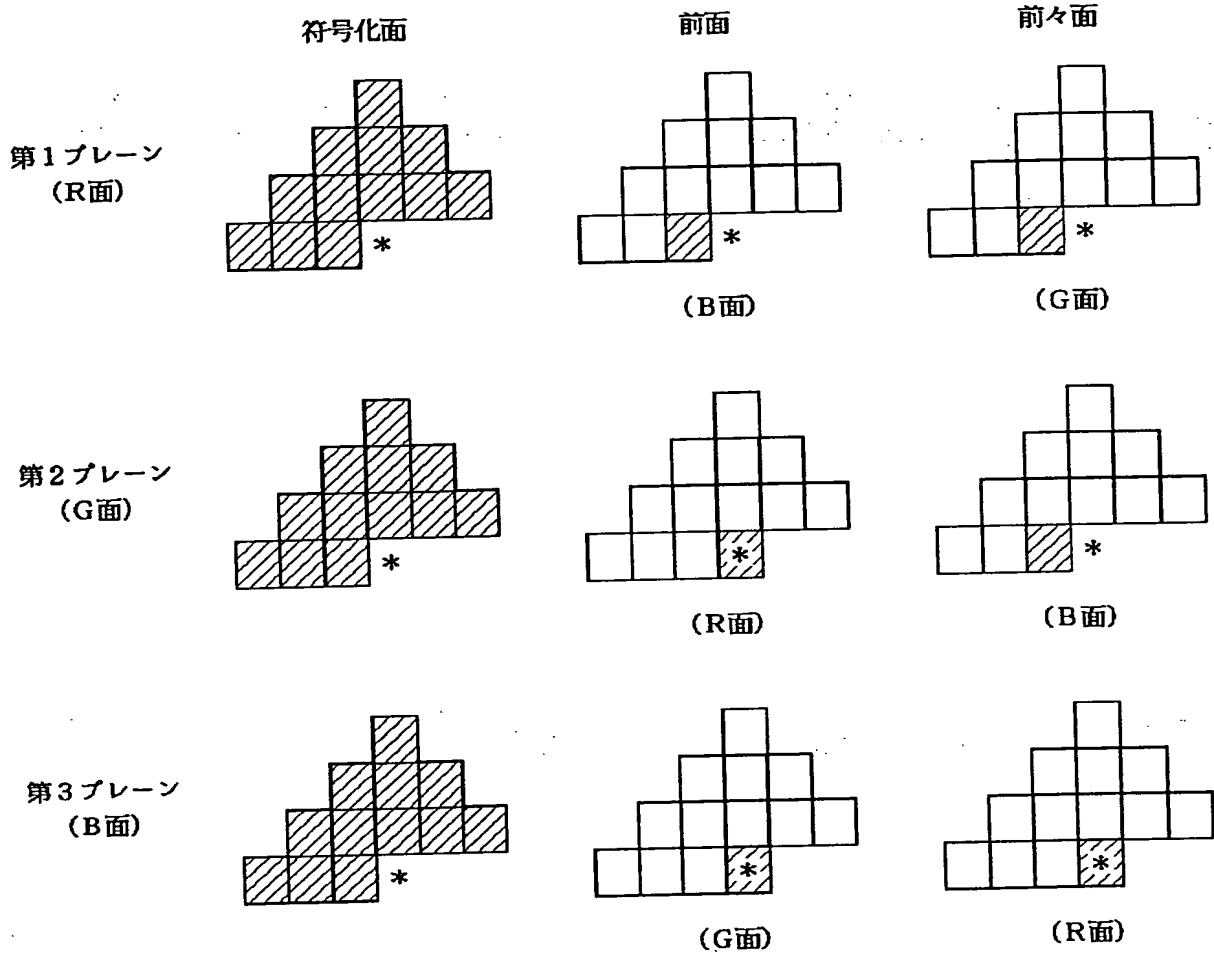 符号化面 前面 前々面
第1プレーン
(R面)
* * *
(B面) (G面)
第2プレーン
(G面)
* * *
(R面) (B面)
第3プレーン
(B面)
* * *
(G面) (R面)